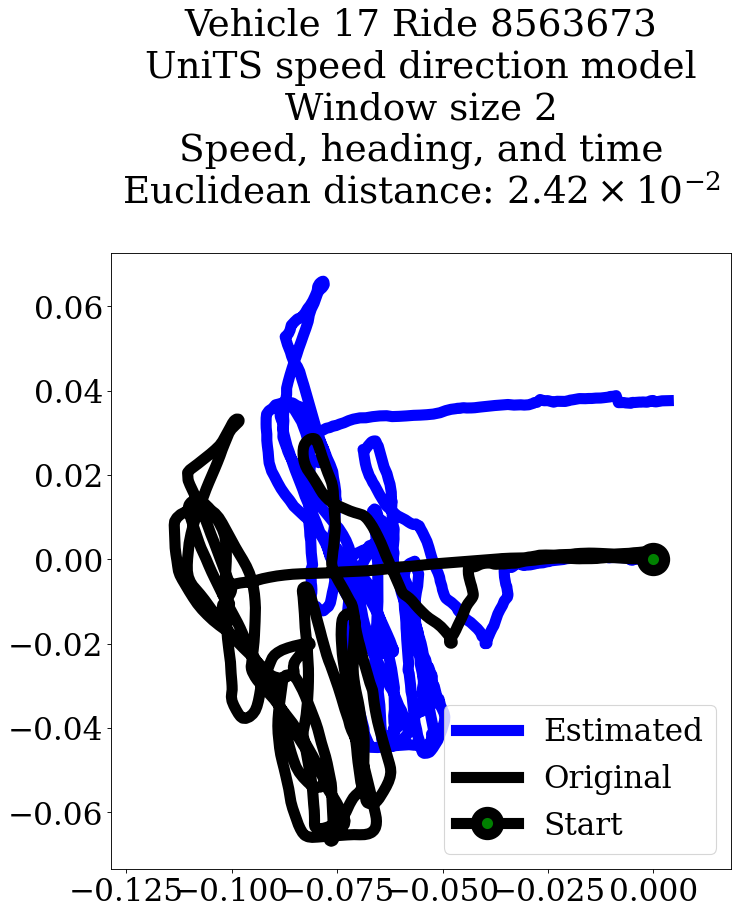 Vehicle 17 Ride 8563673
UniTS speed direction model
Window size 2
Speed, heading, and time
Euclidean distance: 2.42 × 10⁻²
0.06
0.04
0.02
0.00
−0.02
−0.04
−0.06
Estimated
Original
Start
−0.125 −0.100 −0.075 −0.050 −0.025 0.000